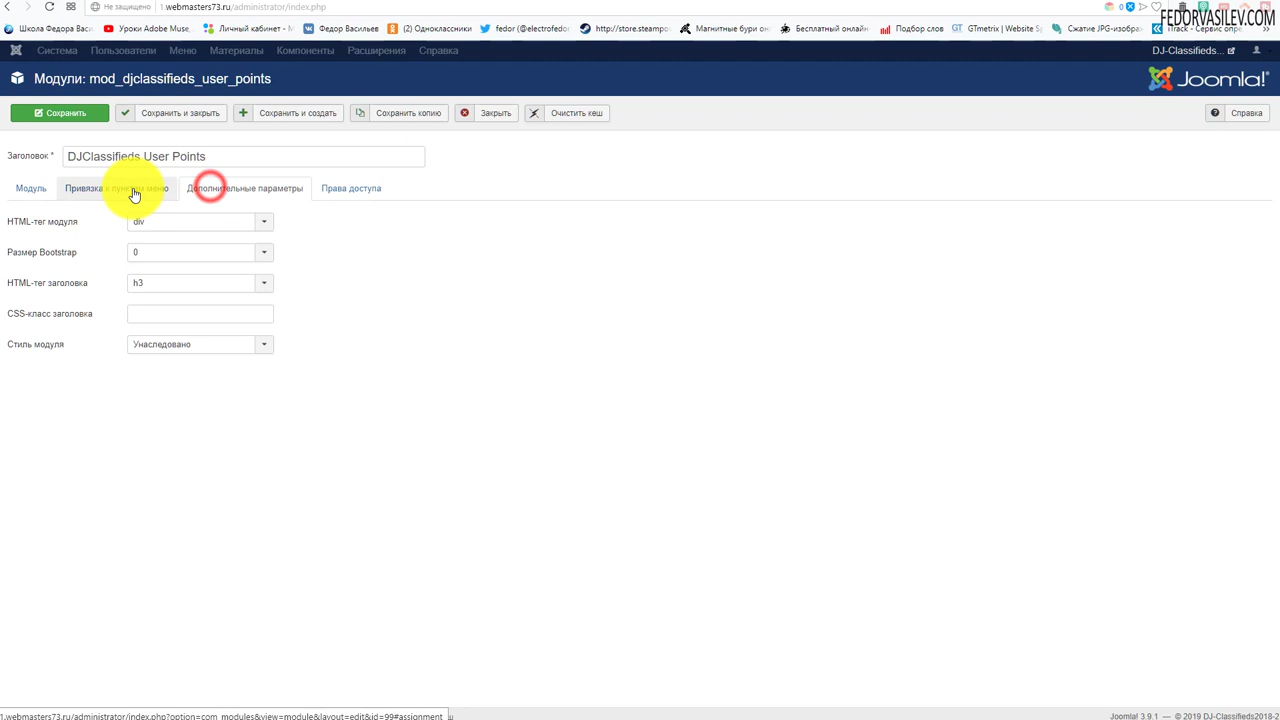 Не защищено 1.webmasters73.ru/administrator/index.php
FEDORVASILEV.COM
Школа Федора Васи. Уроки Adobe Muse, Личный кабинет - М Федор Васильев (1) Одноклассники fedor (@electrofedor http://store.steampo Магнитные бури он Бесплатный онлайн Подбор слов GT GTmetrix | Website S Сжатие JPG-изобра iTrack - Сервис опре
Система Пользователи Меню Материалы Компоненты Расширения Справка DJ-Classifieds...
Модули: mod_djclassifieds_user_points Joomla!
Сохранить Сохранить и закрыть Сохранить и создать Сохранить копию Закрыть Очистить кеш Справка
Заголовок * DJClassifieds User Points
Модуль Привязка к пунктам меню Дополнительные параметры Права доступа
HTML-тег модуля div
Размер Bootstrap 0
HTML-тег заголовка h3
CSS-класс заголовка
Стиль модуля Унаследовано
1.webmasters73.ru/administrator/index.php?option=com_modules&view=module&layout=edit&id=99#assignment Joomla! 3.9.1 — © 2019 DJ-Classifieds2018-2